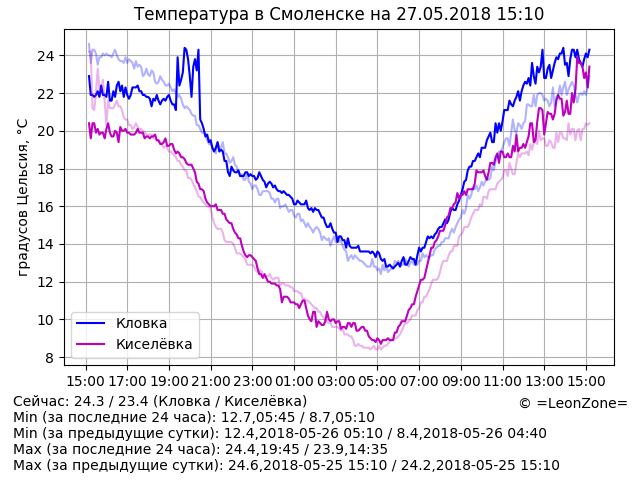 Температура в Смоленске на 27.05.2018 15:10
градусов Цельсия, °C
24
22
20
18
16
14
12
10
8
Кловка
Киселёвка
15:00 17:00 19:00 21:00 23:00 01:00 03:00 05:00 07:00 09:00 11:00 13:00 15:00
Сейчас: 24.3 / 23.4 (Кловка / Киселёвка)
© =LeonZone=
Min (за последние 24 часа): 12.7,05:45 / 8.7,05:10
Min (за предыдущие сутки): 12.4,2018-05-26 05:10 / 8.4,2018-05-26 04:40
Max (за последние 24 часа): 24.4,19:45 / 23.9,14:35
Max (за предыдущие сутки): 24.6,2018-05-25 15:10 / 24.2,2018-05-25 15:10